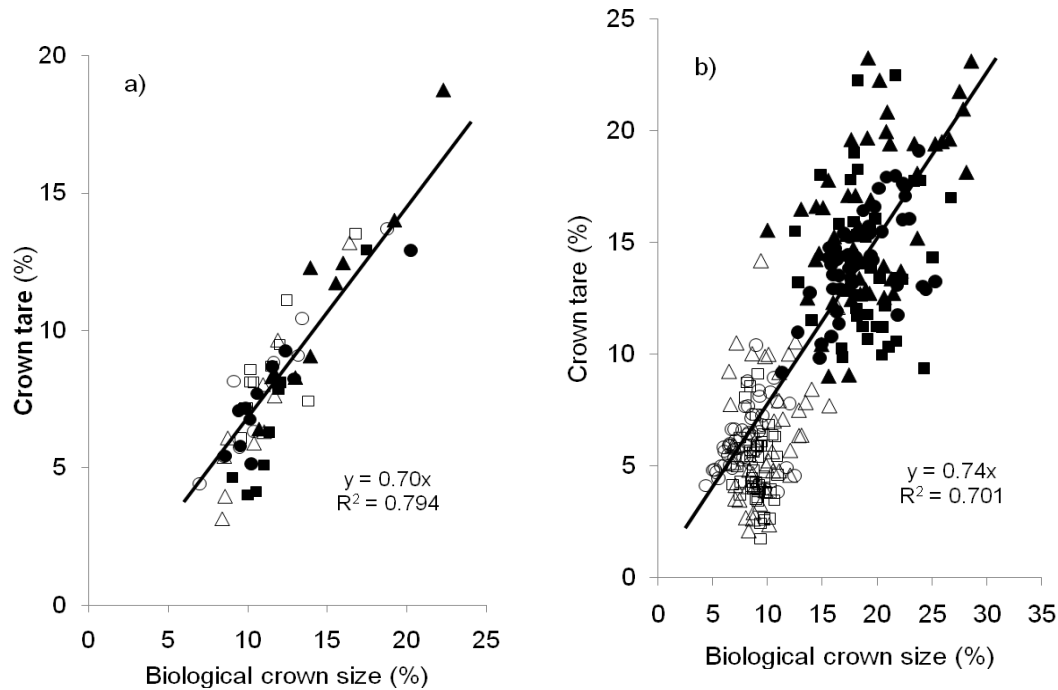 a)
Crown tare (%)
20
15
10
5
0
y = 0.70x
R² = 0.794
0 5 10 15 20 25
Biological crown size (%)
b)
Crown tare (%)
25
20
15
10
5
0
y = 0.74x
R² = 0.701
0 5 10 15 20 25 30 35
Biological crown size (%)